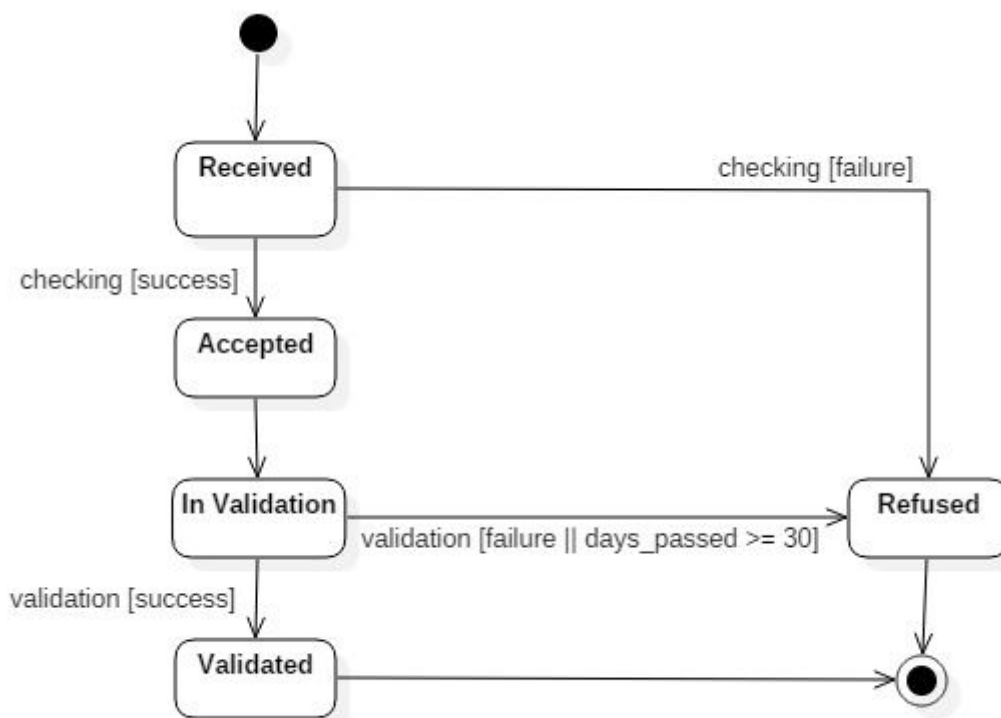 Received
checking [failure]
checking [success]
Accepted
In Validation
Refused
validation [failure || days_passed >= 30]
validation [success]
Validated